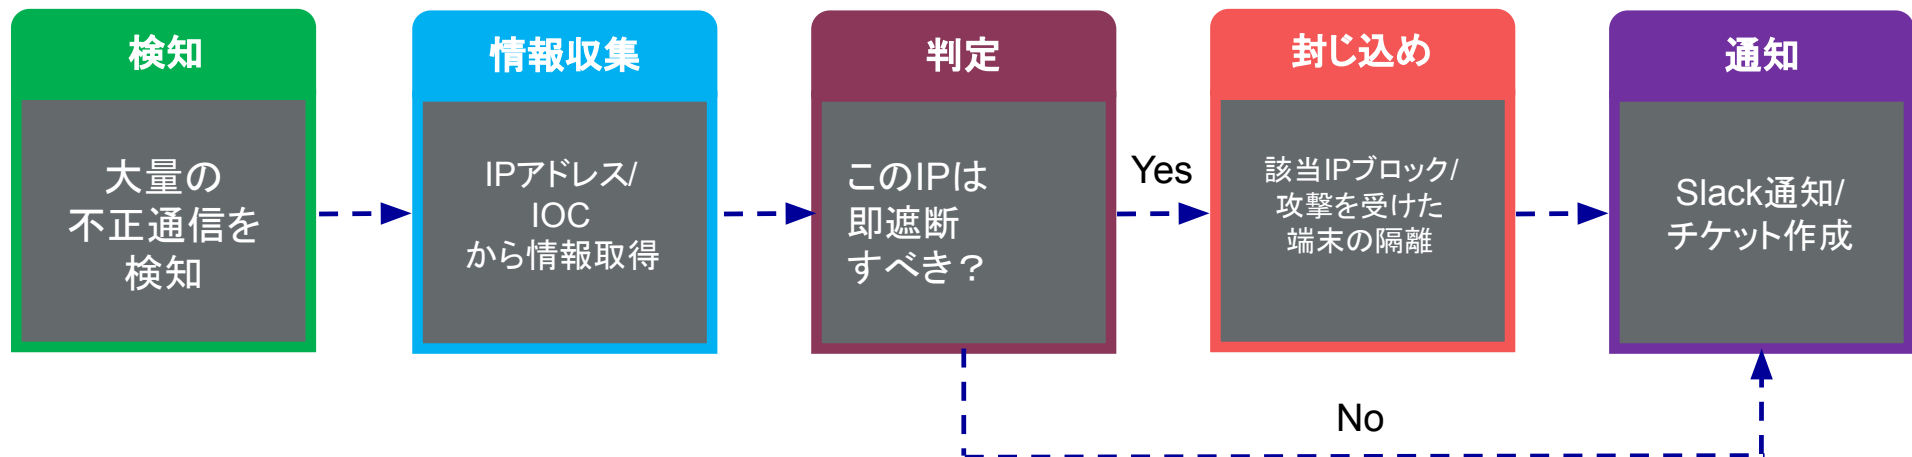 検知
大量の
不正通信を
検知
情報収集
IPアドレス/
IOC
から情報取得
判定
このIPは
即遮断
すべき？
Yes
封じ込め
該当IPブロック/
攻撃を受けた
端末の隔離
通知
Slack通知/
チケット作成
No